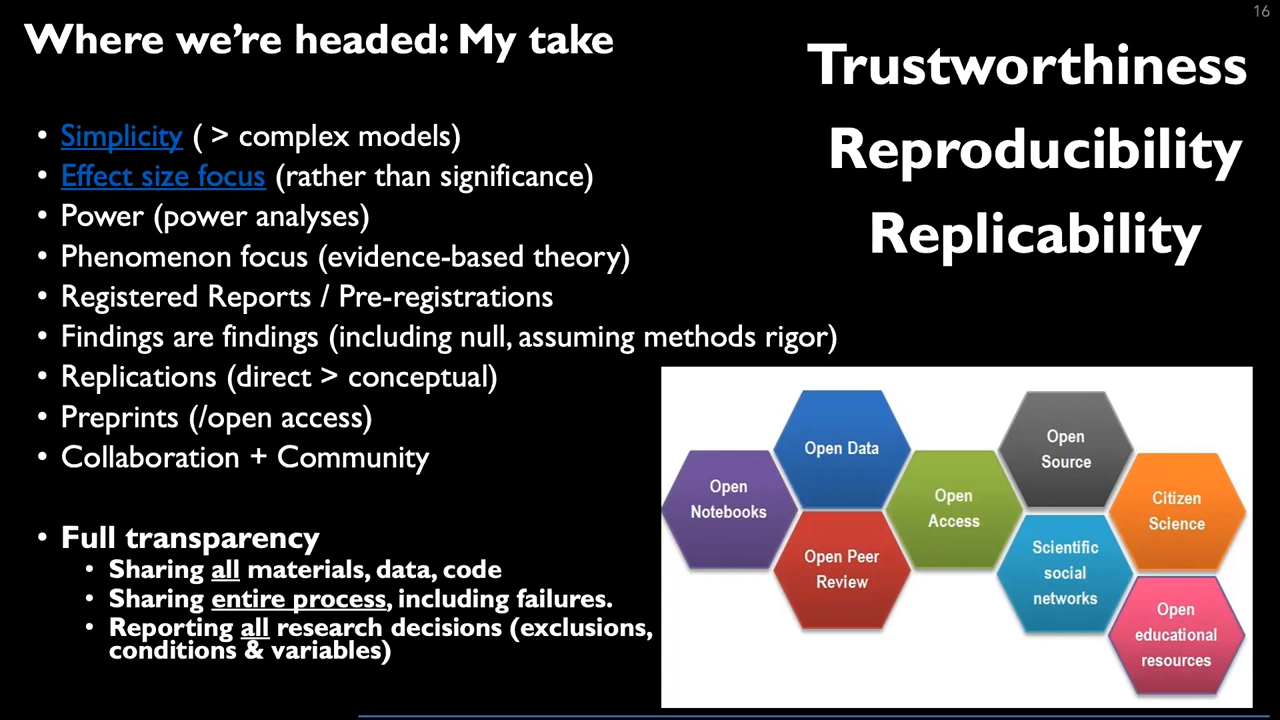 16
Where we're headed: My take
Trustworthiness
Reproducibility
Replicability
• Simplicity ( > complex models)
• Effect size focus (rather than significance)
• Power (power analyses)
• Phenomenon focus (evidence-based theory)
• Registered Reports / Pre-registrations
• Findings are findings (including null, assuming methods rigor)
• Replications (direct > conceptual)
• Preprints (/open access)
• Collaboration + Community
• Full transparency
• Sharing all materials, data, code
• Sharing entire process, including failures.
• Reporting all research decisions (exclusions,
conditions & variables)
Open
Notebooks
Open Data
Open Peer
Review
Open
Access
Open
Source
Scientific
social
networks
Citizen
Science
Open
educational
resources